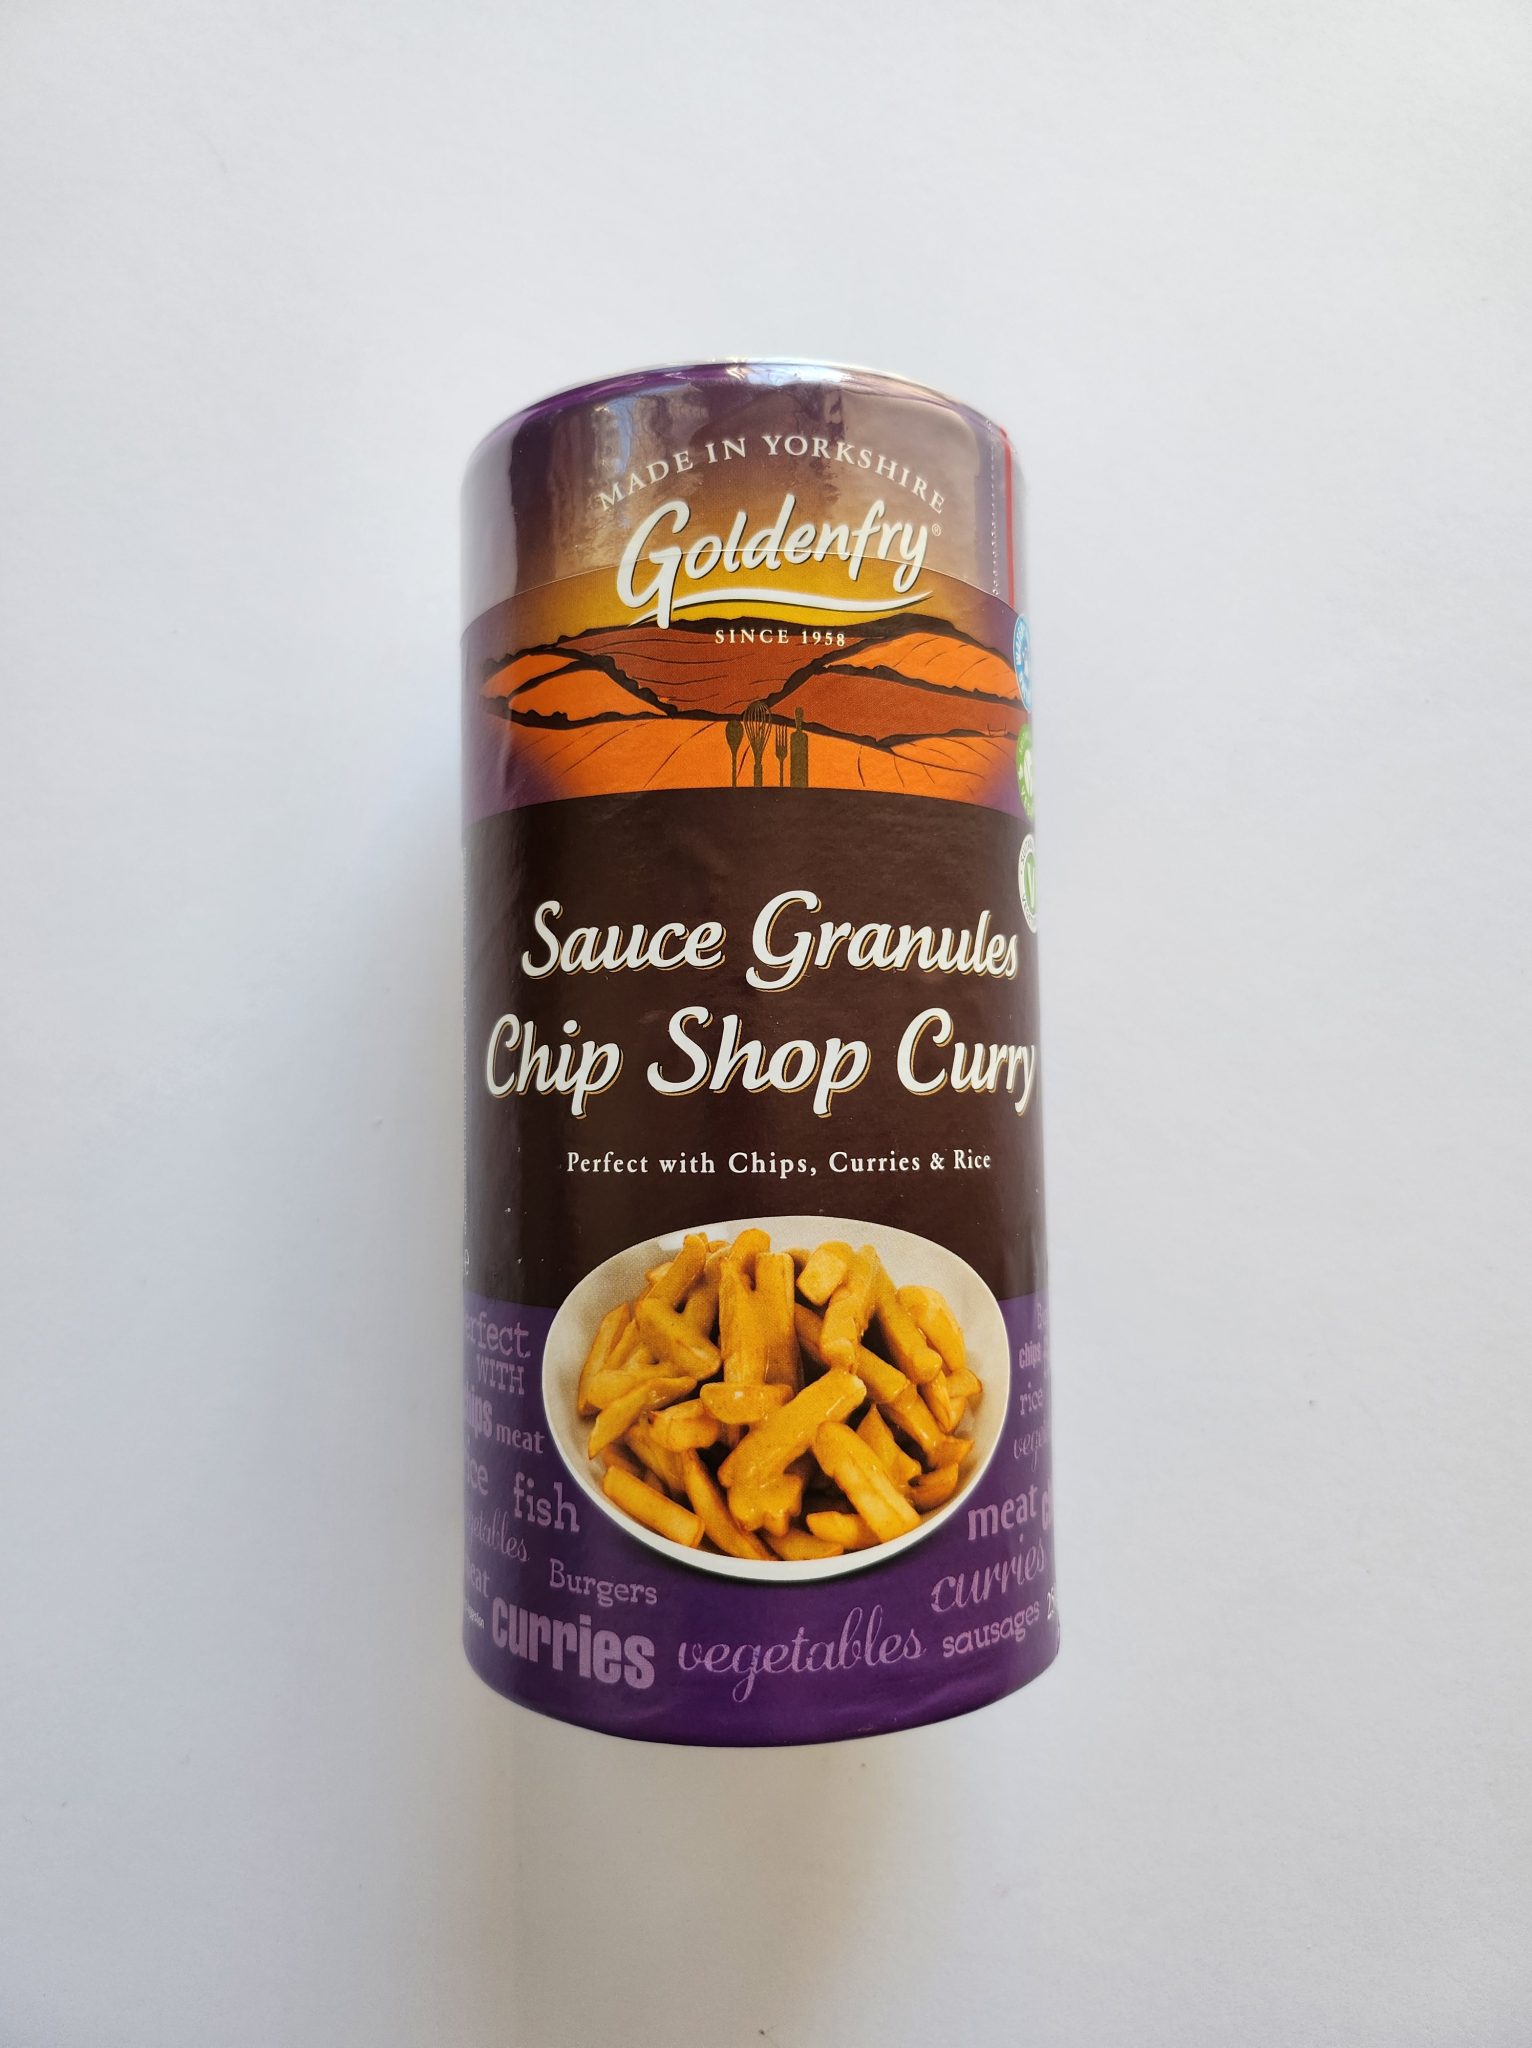 MADE IN YORKSHIRE
Goldenfry®
SINCE 1958
Sauce Granules
Chip Shop Curry
Perfect with Chips, Curries & Rice
WITH
meat
fish
Burgers
curries
vegetables
chips
rice
meat
curries
sausages